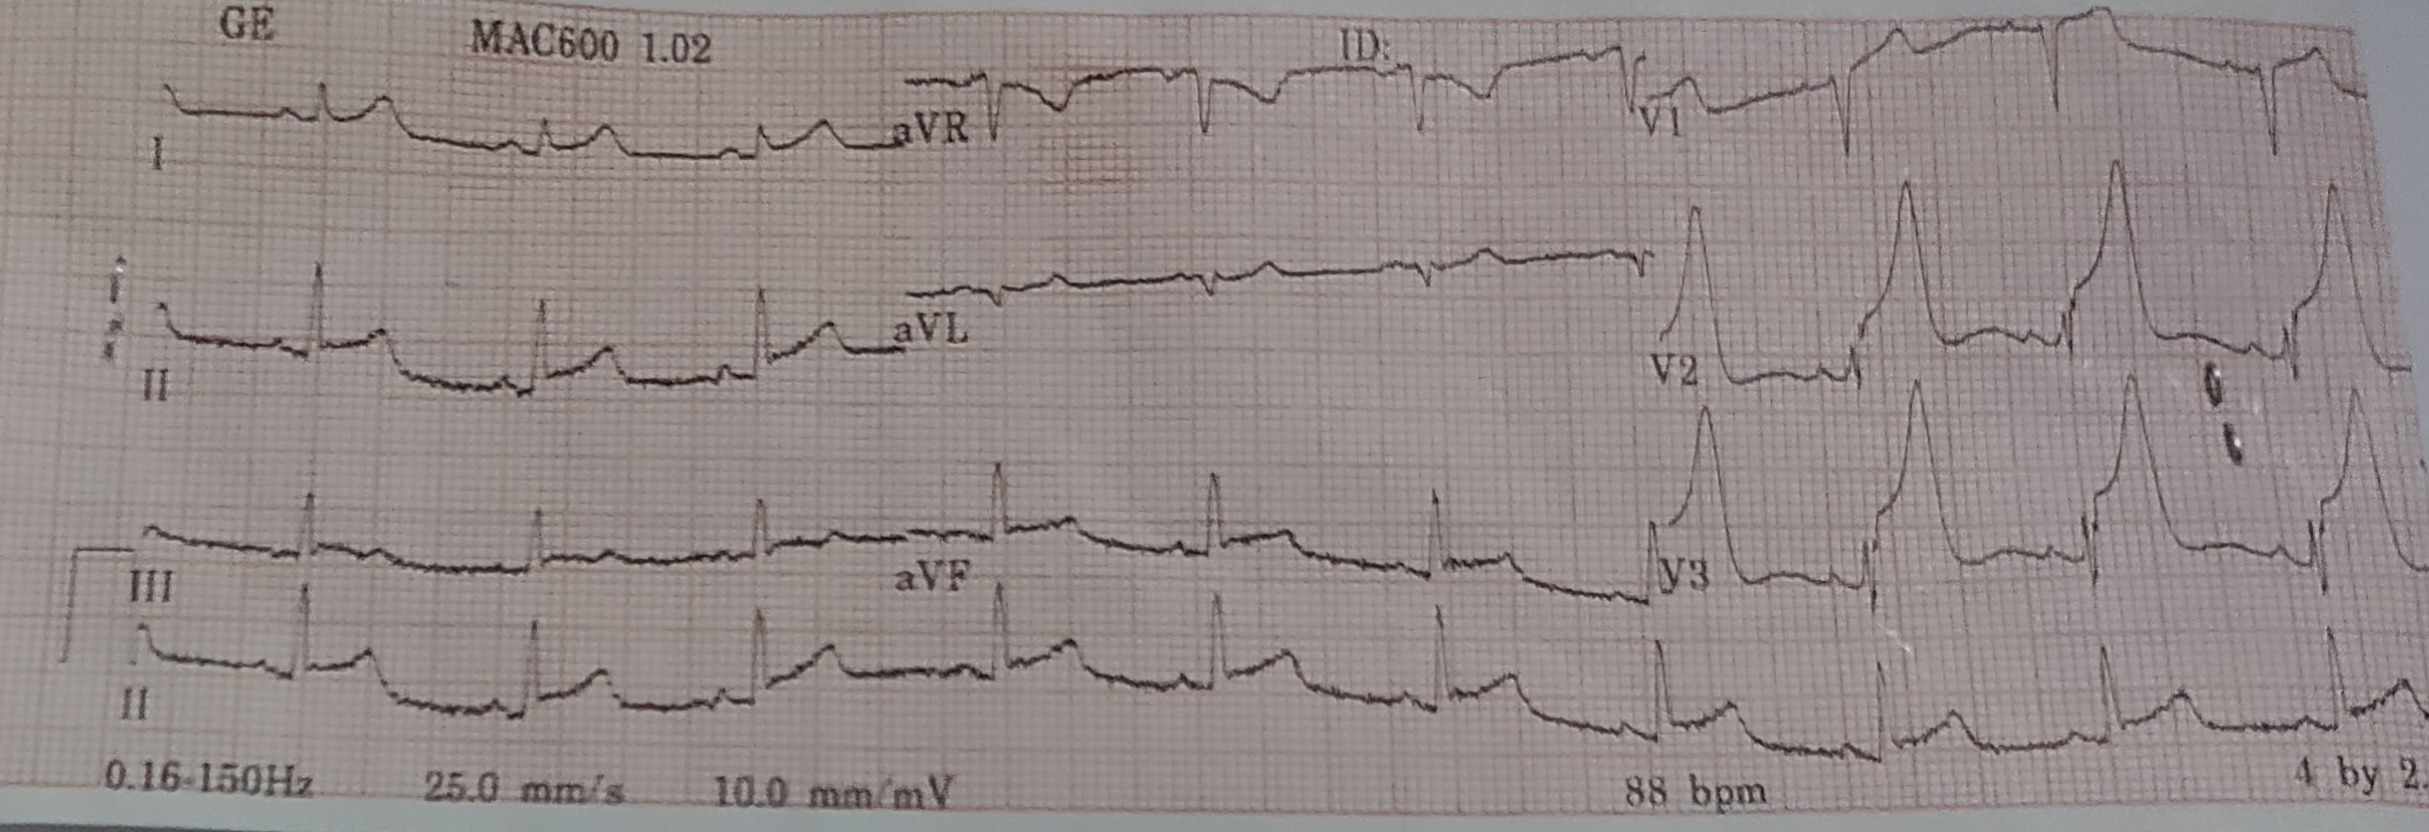 GE MAC600 1.02 ID:
I aVR V1
II aVL V2
III aVF V3
II
0.16-150Hz 25.0 mm/s 10.0 mm/mV 88 bpm 4 by 2.